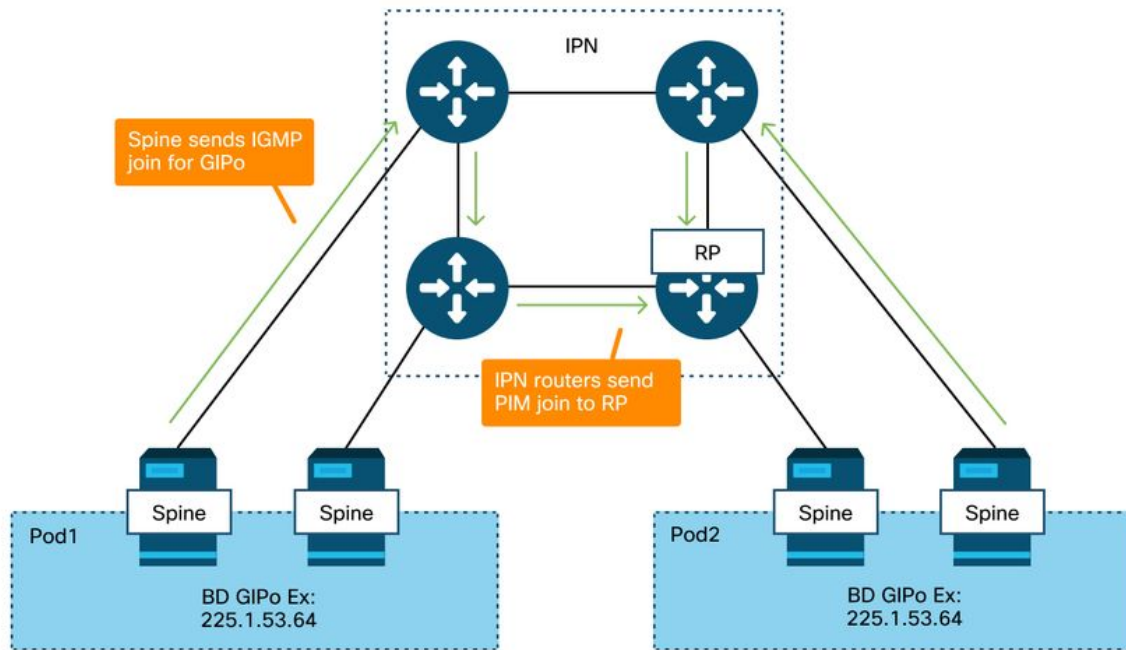 IPN
Spine sends IGMP
join for GIPo
RP
IPN routers send
PIM join to RP
Spine
Spine
Spine
Spine
Pod1
Pod2
BD GIPo Ex:
225.1.53.64
BD GIPo Ex:
225.1.53.64